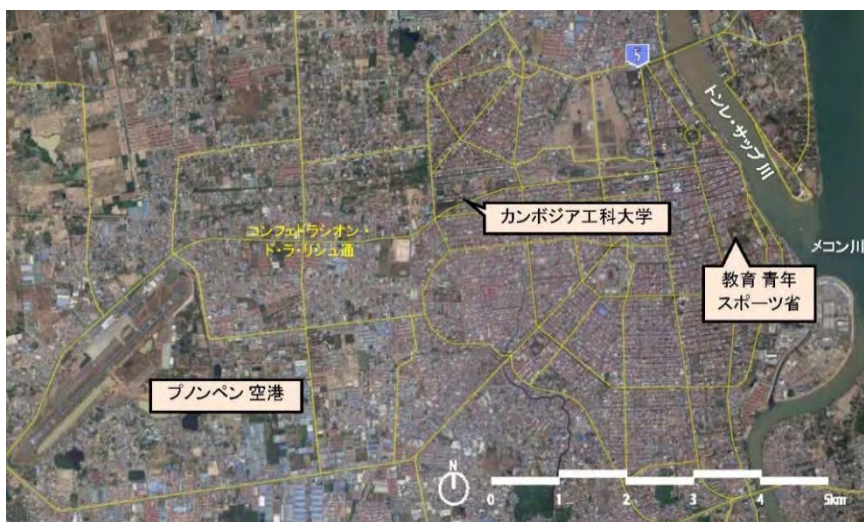 5
トンレ・サップ川
カンボジア工科大学
コンフェドラシオン・
ド・ラ・リシュ通
メコン川
教育 青年
スポーツ省
プノンペン 空港
N
0 1 2 3 4 5km